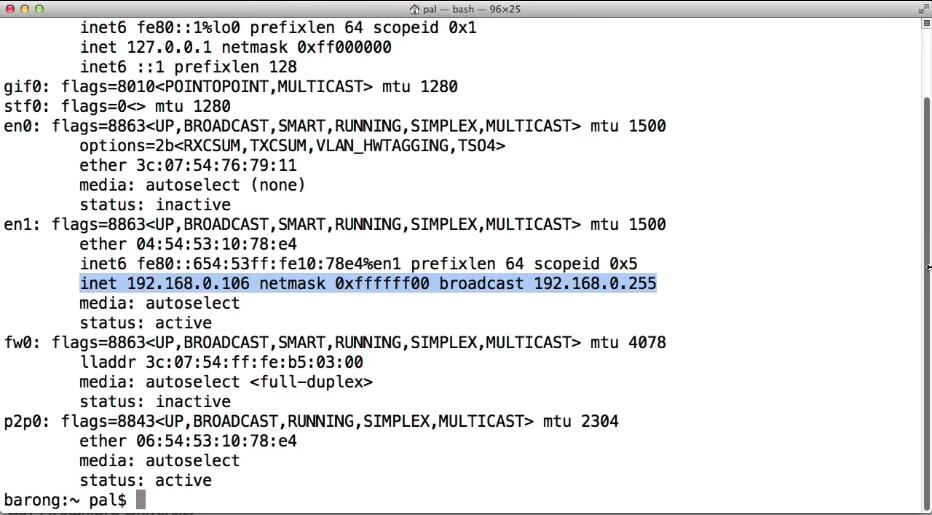 pal — bash — 96×25
inet6 fe80::1%lo0 prefixlen 64 scopeid 0x1
inet 127.0.0.1 netmask 0xff000000
inet6 ::1 prefixlen 128
gif0: flags=8010<POINTOPOINT,MULTICAST> mtu 1280
stf0: flags=0<> mtu 1280
en0: flags=8863<UP,BROADCAST,SMART,RUNNING,SIMPLEX,MULTICAST> mtu 1500
options=2b<RXCSUM,TXCSUM,VLAN_HWTAGGING,TSO4>
ether 3c:07:54:76:79:11
media: autoselect (none)
status: inactive
en1: flags=8863<UP,BROADCAST,SMART,RUNNING,SIMPLEX,MULTICAST> mtu 1500
ether 04:54:53:10:78:e4
inet6 fe80::654:53ff:fe10:78e4%en1 prefixlen 64 scopeid 0x5
inet 192.168.0.106 netmask 0xffffff00 broadcast 192.168.0.255
media: autoselect
status: active
fw0: flags=8863<UP,BROADCAST,SMART,RUNNING,SIMPLEX,MULTICAST> mtu 4078
lladdr 3c:07:54:ff:fe:b5:03:00
media: autoselect <full-duplex>
status: inactive
p2p0: flags=8843<UP,BROADCAST,RUNNING,SIMPLEX,MULTICAST> mtu 2304
ether 06:54:53:10:78:e4
media: autoselect
status: active
barong:~ pal$